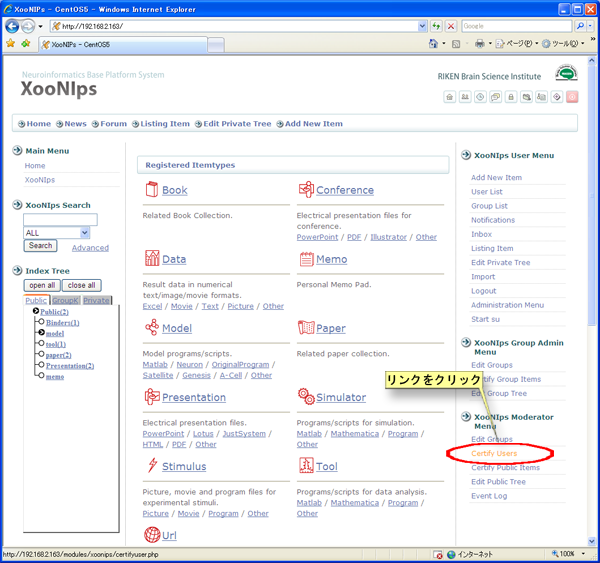 XooNIPs - CentOS5 - Windows Internet Explorer
http://192.168.2.163/
XooNIPs - CentOS5
ページ(P)
ツール(O)
Neuroinformatics Base Platform System
XooNIps
RIKEN Brain Science Institute
Home
News
Forum
Listing Item
Edit Private Tree
Add New Item
Main Menu
Home
XooNIps
XooNIps Search
ALL
Search
Advanced
Index Tree
open all
close all
Public
GroupK
Private
Public(2)
Binders(1)
model
tool(1)
paper(2)
Presentation(2)
memo
Registered Itemtypes
Book
Related Book Collection.
Conference
Electrical presentation files for
conference.
PowerPoint / PDF / Illustrator / Other
Data
Result data in numerical
text/image/movie formats.
Excel / Movie / Text / Picture / Other
Memo
Personal Memo Pad.
Model
Model programs/scripts.
Matlab / Neuron / OriginalProgram /
Satellite / Genesis / A-Cell / Other
Paper
Related paper collection.
Presentation
Electrical presentation files.
PowerPoint / Lotus / JustSystem /
HTML / PDF / Other
Simulator
Programs/scripts for simulation.
Matlab / Mathematica / Program /
Other
Stimulus
Picture, movie and program files for
experimental stimuli.
Picture / Movie / Program / Other
Tool
Programs/scripts for data analysis.
Matlab / Mathematica / Program /
Other
Url
XooNIps User Menu
Add New Item
User List
Group List
Notifications
Inbox
Listing Item
Edit Private Tree
Import
Logout
Administration Menu
Start su
XooNIps Group Admin
Menu
Edit Groups
Certify Group Items
Edit Group Tree
リンクをクリック
XooNIps Moderator
Menu
Edit Groups
Certify Users
Certify Public Items
Edit Public Tree
Event Log
http://192.168.2.163/modules/xoonips/certifyuser.php
インターネット
100%